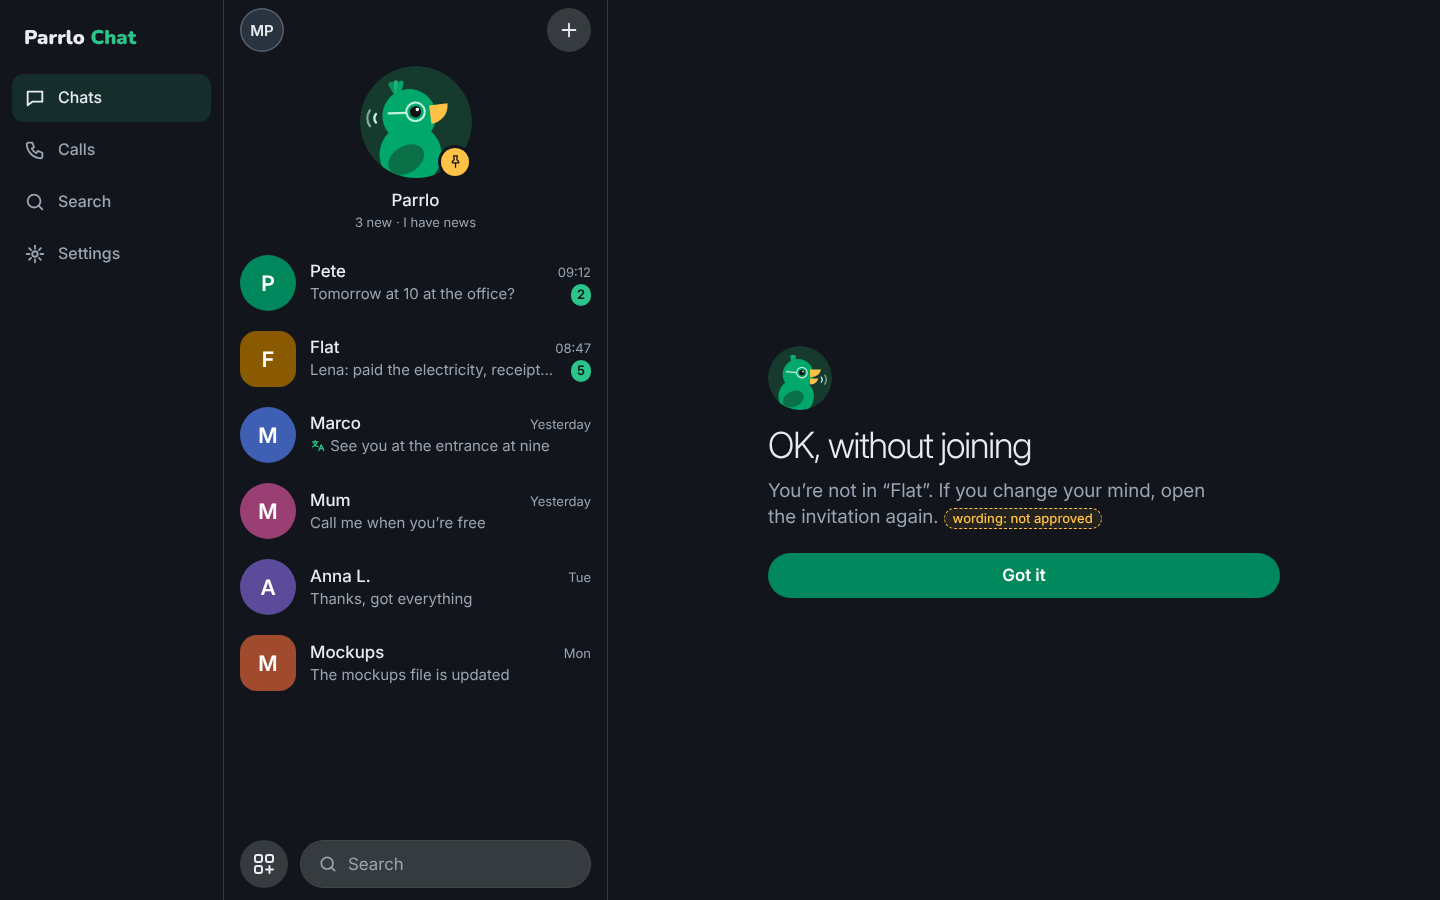 Parrlo Chat
Chats
Calls
Search
Settings
MP
Parrlo
3 new · I have news
P
Pete
09:12
Tomorrow at 10 at the office?
2
F
Flat
08:47
Lena: paid the electricity, receipt...
5
M
Marco
Yesterday
See you at the entrance at nine
M
Mum
Yesterday
Call me when you’re free
A
Anna L.
Tue
Thanks, got everything
M
Mockups
Mon
The mockups file is updated
Search
OK, without joining
You’re not in “Flat”. If you change your mind, open
the invitation again. wording: not approved
Got it